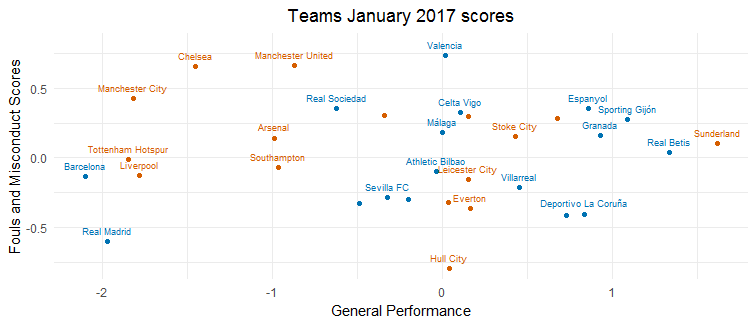 Teams January 2017 scores
Valencia
Chelsea
Manchester United
Manchester City
Real Sociedad
Celta Vigo
Espanyol
Sporting Gijón
Málaga
Stoke City
Granada
Arsenal
Sunderland
Real Betis
Tottenham Hotspur
Southampton
Barcelona
Liverpool
Athletic Bilbao
Leicester City
Villarreal
Sevilla FC
Everton
Deportivo La Coruña
Real Madrid
Hull City
0.5
0.0
-0.5
Fouls and Misconduct Scores
-2
-1
0
1
General Performance